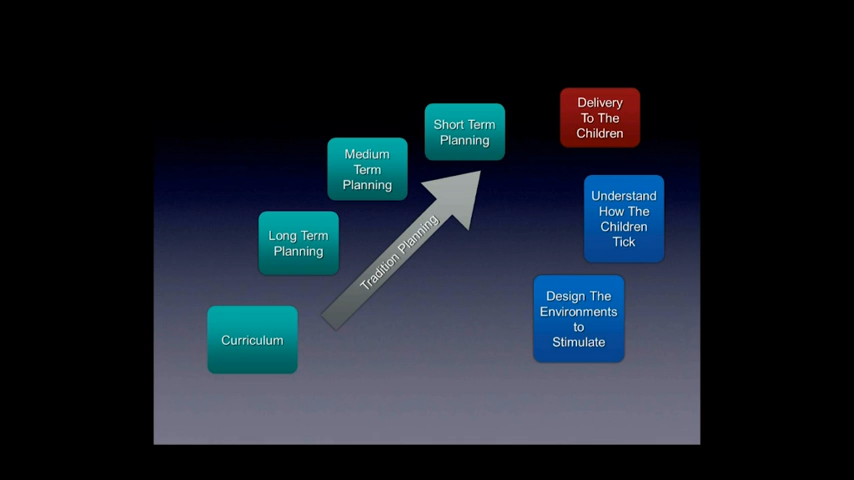 Delivery
To The
Children
Short Term
Planning
Medium
Term
Planning
Understand
How The
Children
Tick
Long Term
Planning
Tradition Planning
Design The
Environments
to
Stimulate
Curriculum